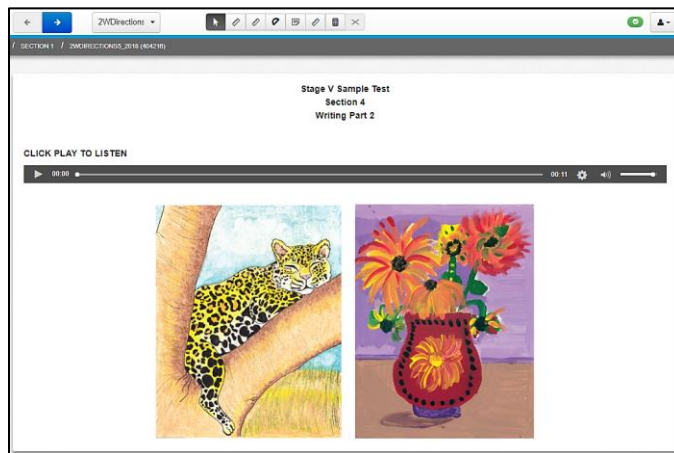 2WDirections
/ SECTION 1 / 2WDIRECTIONS5_2016 (404216)
Stage V Sample Test
Section 4
Writing Part 2
CLICK PLAY TO LISTEN
00:00 00:11